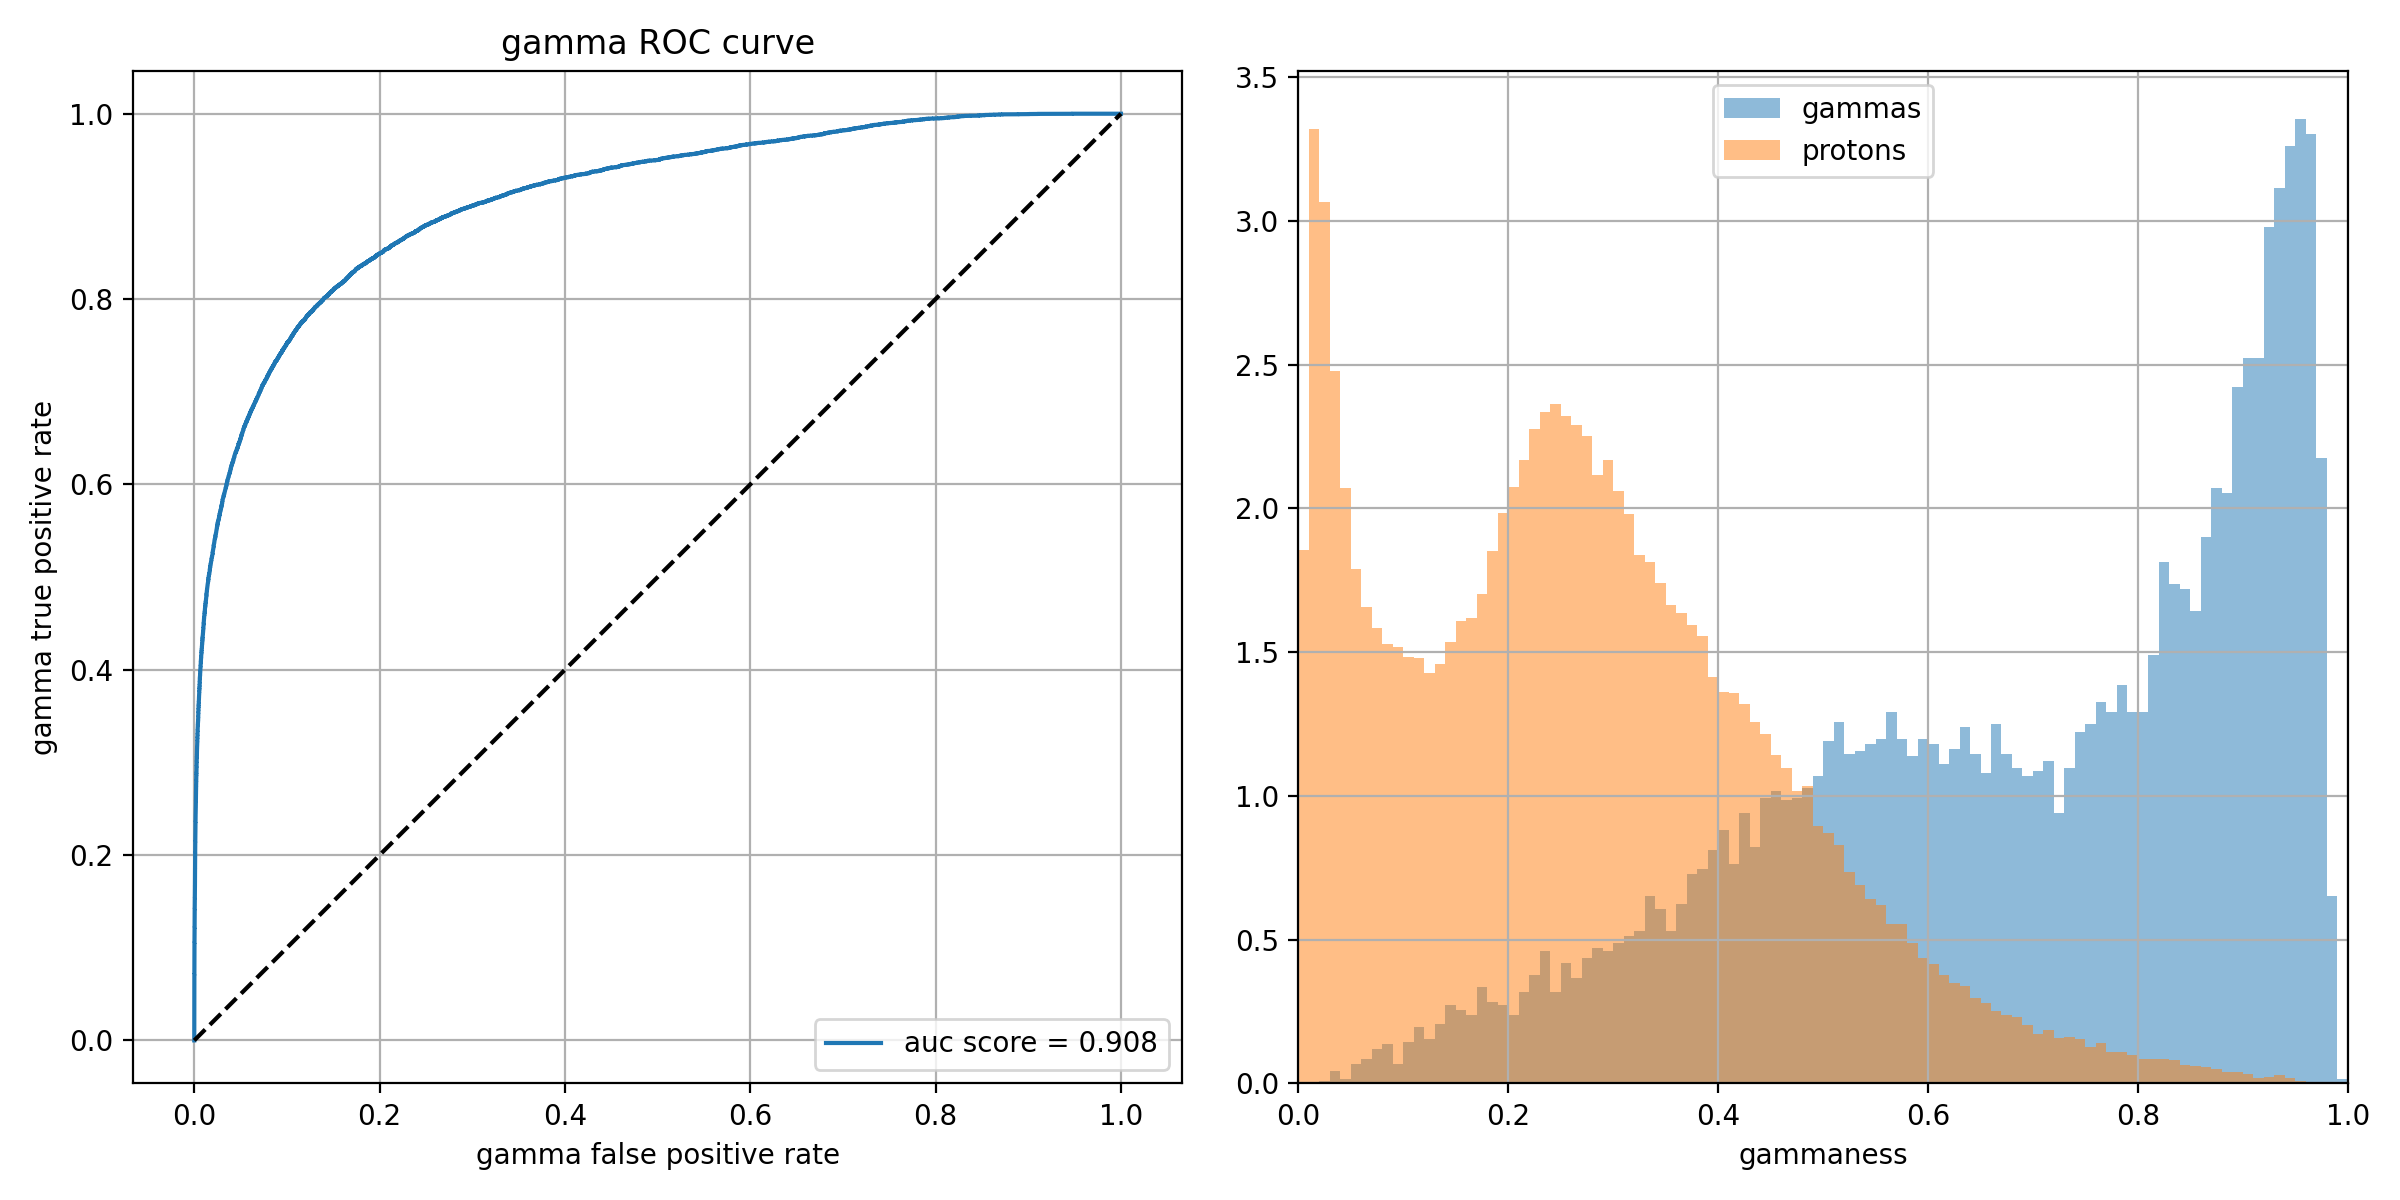 gamma ROC curve
1.0
0.8
0.6
0.4
0.2
0.0
gamma true positive rate
0.0 0.2 0.4 0.6 0.8 1.0
gamma false positive rate
auc score = 0.908
3.5
3.0
2.5
2.0
1.5
1.0
0.5
0.0
gammas
protons
0.0 0.2 0.4 0.6 0.8 1.0
gammaness